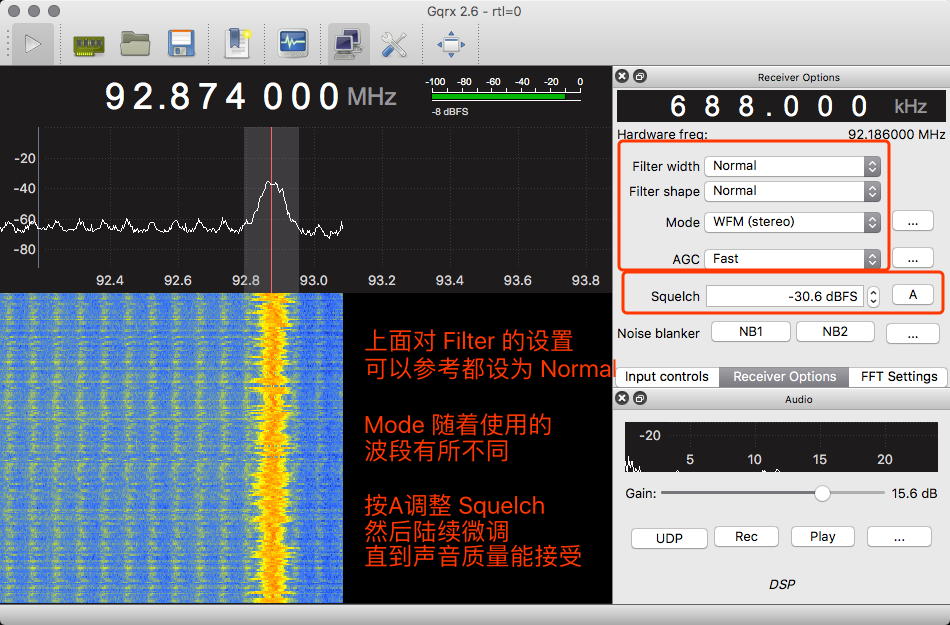 Gqrx 2.6 - rtl=0
92.874 000 MHz
-100 -80 -60 -40 -20 0
-8 dBFS
-20
-40
-60
-80
92.4 92.6 92.8 93.0 93.2 93.4 93.6 93.8
上面对 Filter 的设置
可以参考都设为 Normal
Mode 随着使用的
波段有所不同
按A调整 Squelch
然后陆续微调
直到声音质量能接受
Receiver Options
688.000 kHz
Hardware freq: 92.186000 MHz
Filter width Normal
Filter shape Normal
Mode WFM (stereo) ...
AGC Fast ...
Squelch -30.6 dBFS A
Noise blanker NB1 NB2 ...
Input controls Receiver Options FFT Settings
Audio
-20
5 10 15 20
Gain: 15.6 dB
UDP Rec Play ...
DSP